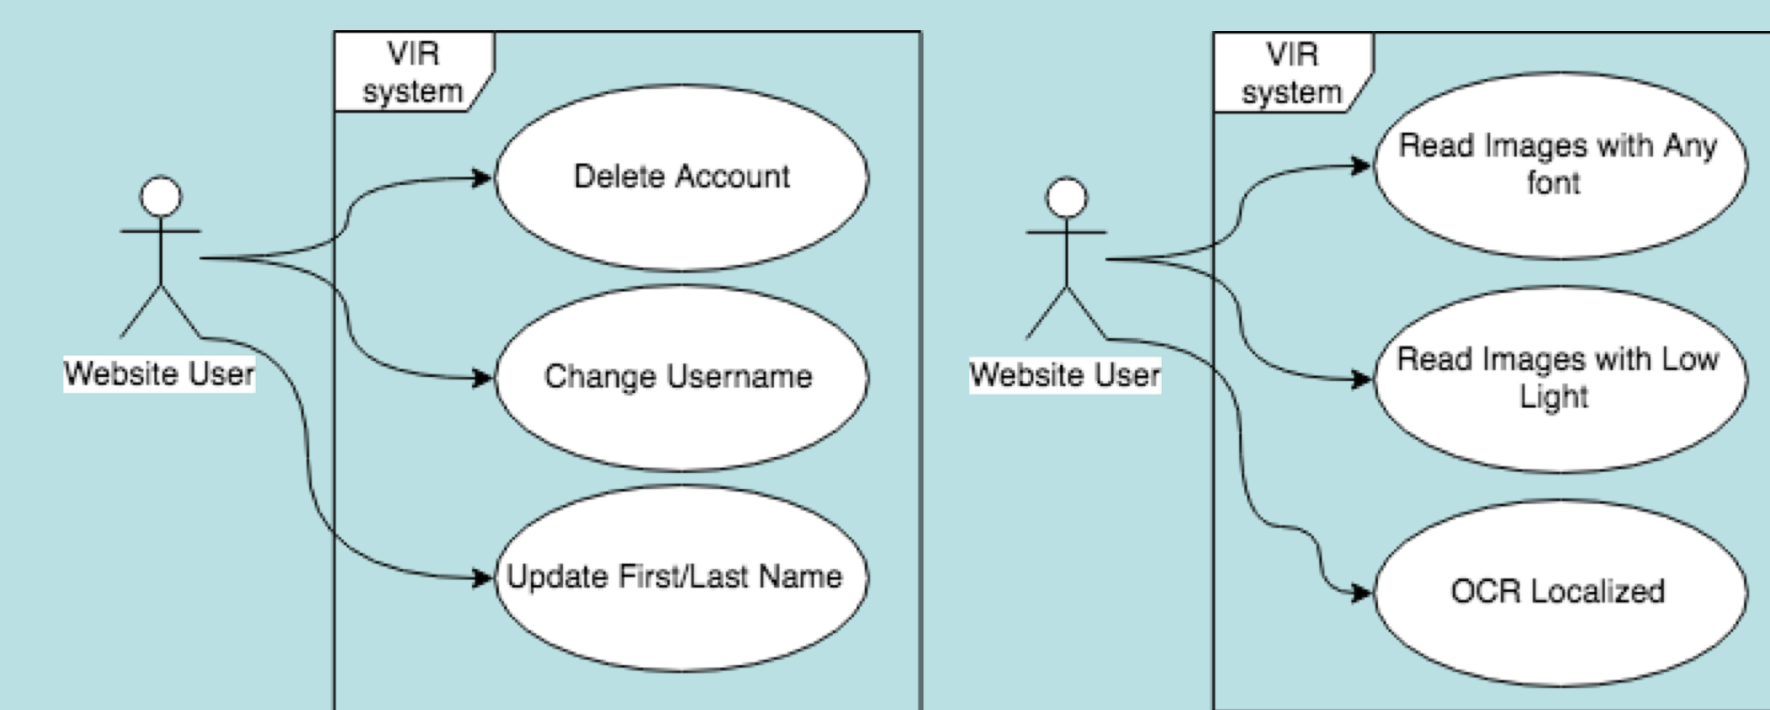 VIR
system
Delete Account
Change Username
Update First/Last Name
Website User
VIR
system
Read Images with Any
font
Read Images with Low
Light
OCR Localized
Website User